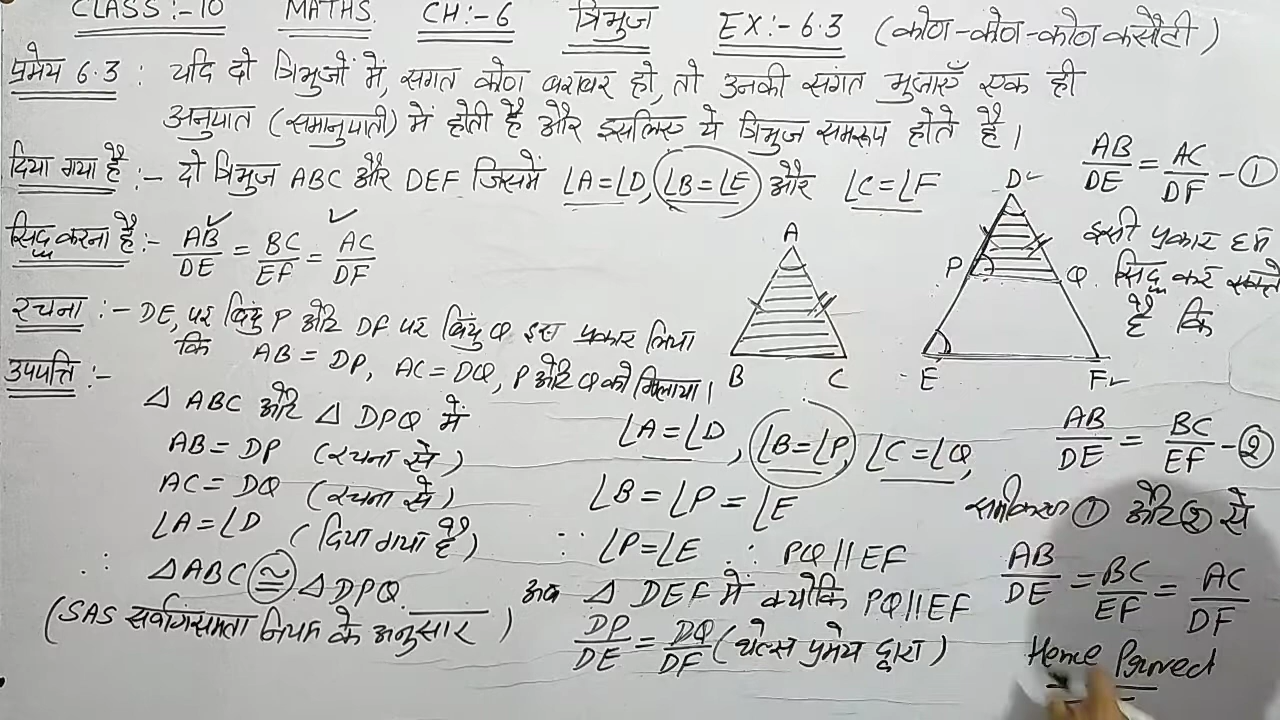 CLASS:-10 MATHS CH:-6 त्रिभुज EX:-6.3 (कोण-कोण-कोण कसौटी)
प्रमेय 6.3 : यदि दो त्रिभुजों में, संगत कोण बराबर हो, तो उनकी संगत भुजाएँ एक ही
अनुपात (समानुपाती) में होती है और इसलिए ये त्रिभुज समरूप होते हैं।
दिया गया है :- दो त्रिभुज ABC और DEF जिसमें ∠A=∠D, ∠B=∠E और ∠C=∠F
सिद्ध करना है :- AB/DE = BC/EF = AC/DF
रचना :- DE, पर बिंदु P और DF पर बिंदु Q इस प्रकार लिया
कि AB = DP, AC = DQ, P और Q को मिलाया।
A
B C
D
P Q
E F
उपपत्ति :-
△ ABC और △ DPQ में
AB = DP (रचना से)
AC = DQ (रचना से)
∠A = ∠D (दिया गया है)
∴ △ABC ≅ △DPQ
(SAS सर्वांगसमता नियम के अनुसार)
∠A = ∠D, ∠B = ∠P, ∠C = ∠Q,
∠B = ∠P = ∠E
∵ ∠P = ∠E ∴ PQ || EF
अब △ DEF में क्योंकि PQ || EF
DP/DE = DQ/DF (थेल्स प्रमेय द्वारा)
AB/DE = AC/DF - ①
इसी प्रकार हम
सिद्ध कर सकते
है कि
AB/DE = BC/EF - ②
समीकरण ① और ② से
AB/DE = BC/EF = AC/DF
Hence Proved